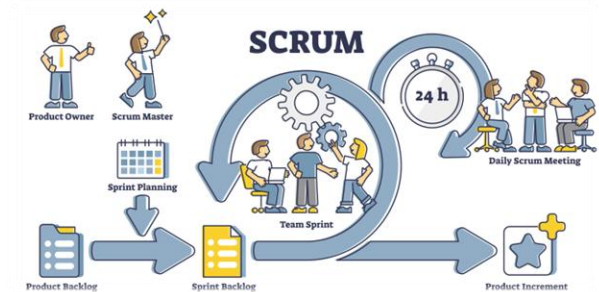 SCRUM
Product Owner
Scrum Master
24 h
Daily Scrum Meeting
Sprint Planning
Team Sprint
Product Backlog
Sprint Backlog
Product Increment